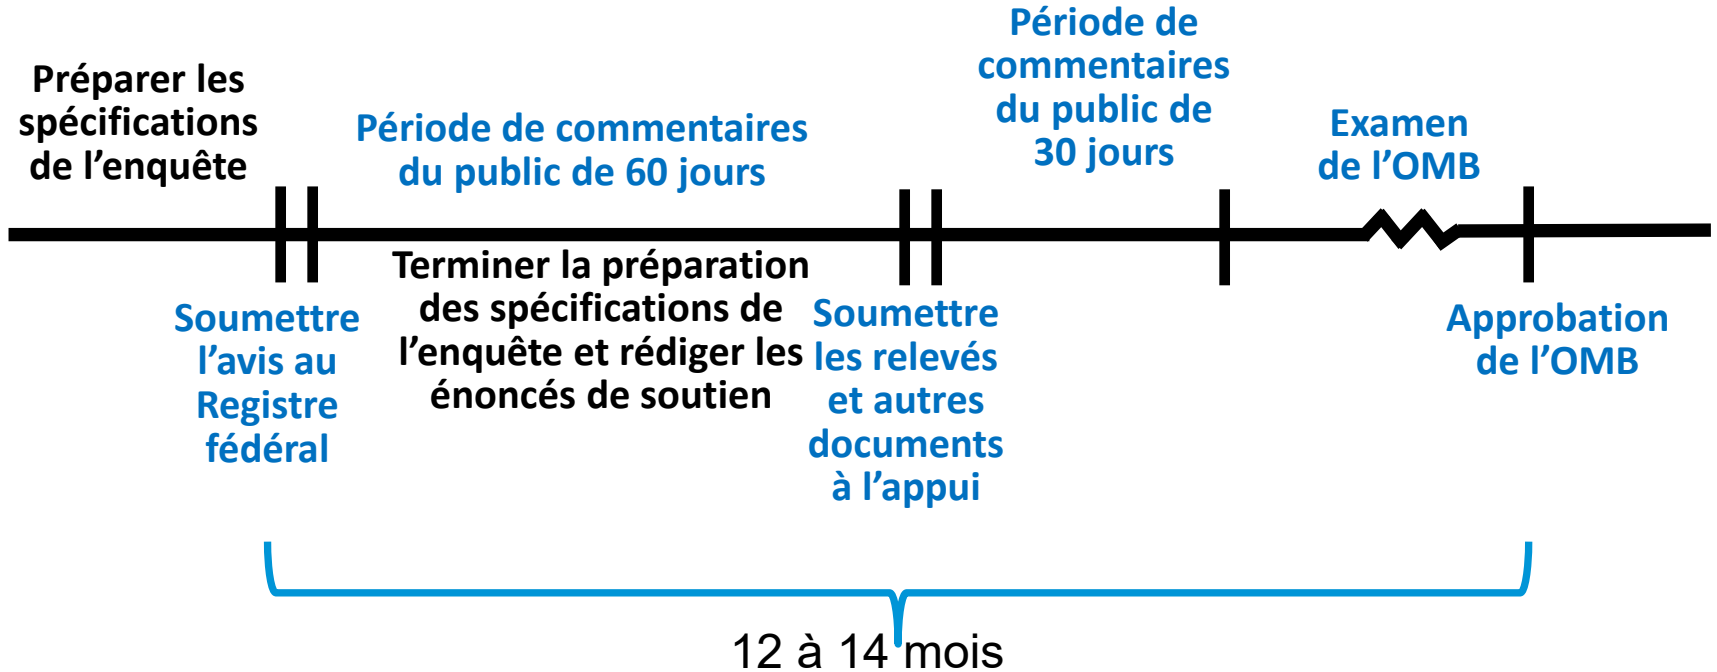 Préparer les
spécifications
de l’enquête
Période de commentaires
du public de 60 jours
Période de
commentaires
du public de
30 jours
Examen
de l’OMB
Soumettre
l’avis au
Registre
fédéral
Terminer la préparation
des spécifications de
l’enquête et rédiger les
énoncés de soutien
Soumettre
les relevés
et autres
documents
à l’appui
Approbation
de l’OMB
12 à 14 mois